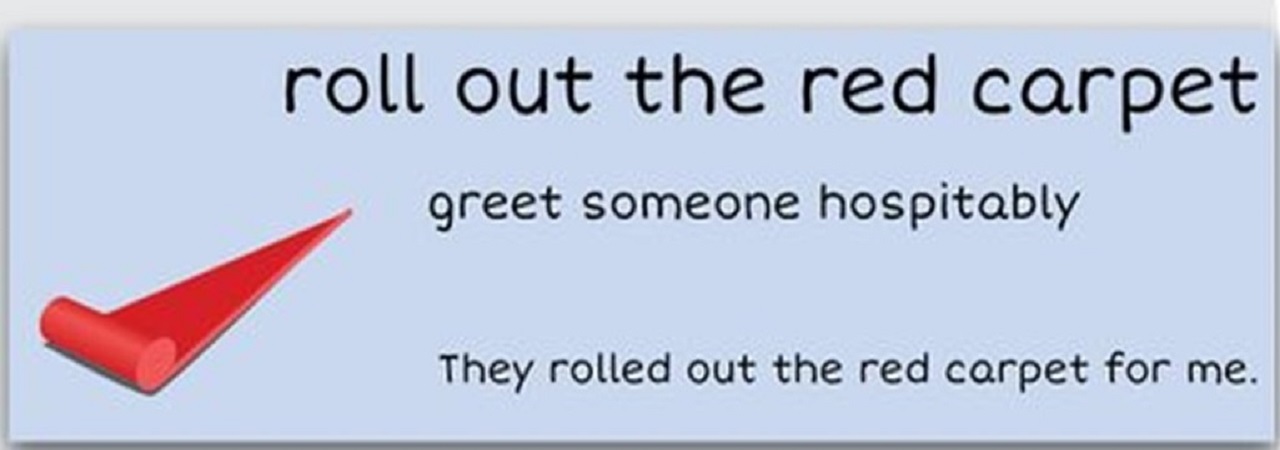 roll out the red carpet
greet someone hospitably
They rolled out the red carpet for me.